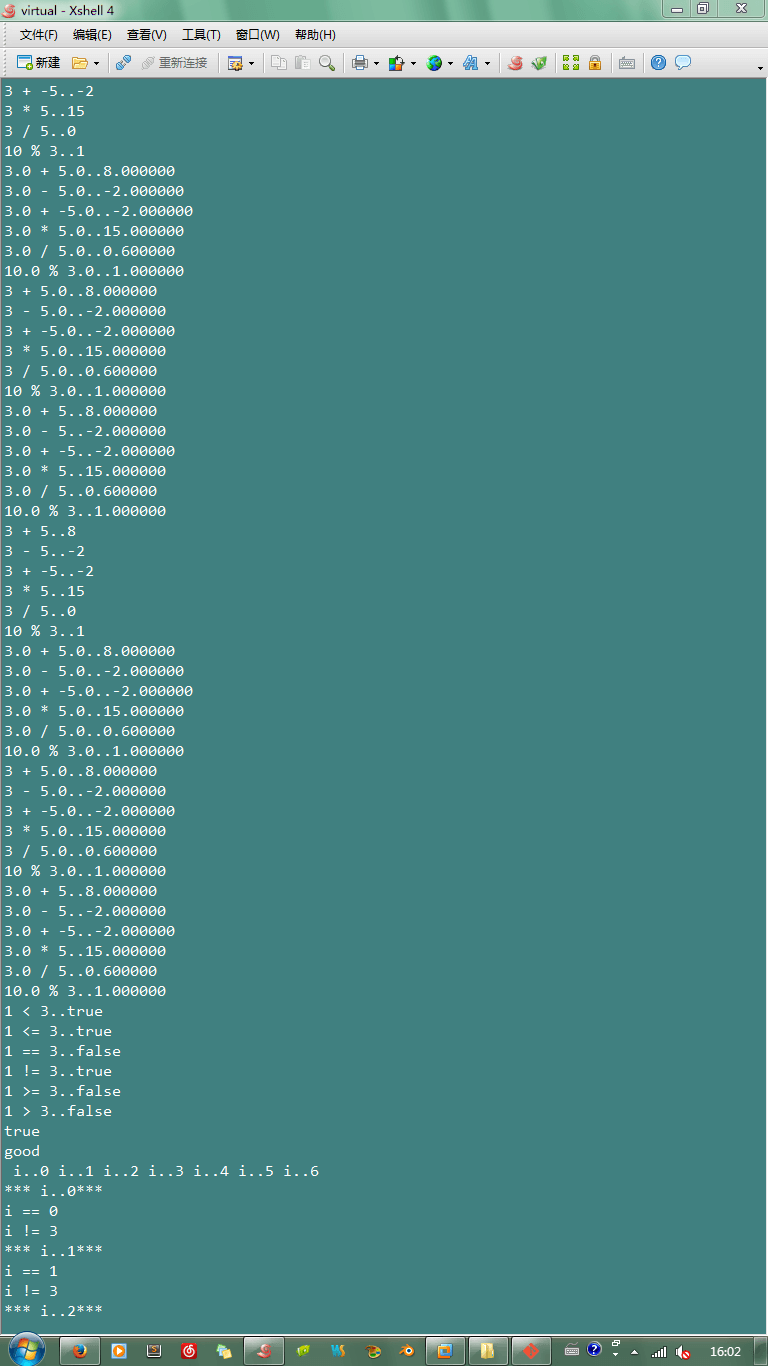 virtual - Xshell 4
文件(F) 编辑(E) 查看(V) 工具(T) 窗口(W) 帮助(H)
新建 重新连接
3 + -5..-2
3 * 5..15
3 / 5..0
10 % 3..1
3.0 + 5.0..8.000000
3.0 - 5.0..-2.000000
3.0 + -5.0..-2.000000
3.0 * 5.0..15.000000
3.0 / 5.0..0.600000
10.0 % 3.0..1.000000
3 + 5.0..8.000000
3 - 5.0..-2.000000
3 + -5.0..-2.000000
3 * 5.0..15.000000
3 / 5.0..0.600000
10 % 3.0..1.000000
3.0 + 5..8.000000
3.0 - 5..-2.000000
3.0 + -5..-2.000000
3.0 * 5..15.000000
3.0 / 5..0.600000
10.0 % 3..1.000000
3 + 5..8
3 - 5..-2
3 + -5..-2
3 * 5..15
3 / 5..0
10 % 3..1
3.0 + 5.0..8.000000
3.0 - 5.0..-2.000000
3.0 + -5.0..-2.000000
3.0 * 5.0..15.000000
3.0 / 5.0..0.600000
10.0 % 3.0..1.000000
3 + 5.0..8.000000
3 - 5.0..-2.000000
3 + -5.0..-2.000000
3 * 5.0..15.000000
3 / 5.0..0.600000
10 % 3.0..1.000000
3.0 + 5..8.000000
3.0 - 5..-2.000000
3.0 + -5..-2.000000
3.0 * 5..15.000000
3.0 / 5..0.600000
10.0 % 3..1.000000
1 < 3..true
1 <= 3..true
1 == 3..false
1 != 3..true
1 >= 3..false
1 > 3..false
true
good
i..0 i..1 i..2 i..3 i..4 i..5 i..6
*** i..0***
i == 0
i != 3
*** i..1***
i == 1
i != 3
*** i..2***
16:02